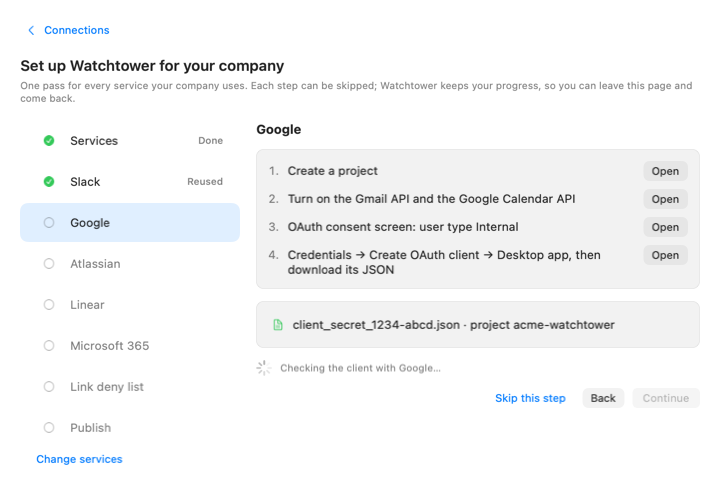 Connections
Set up Watchtower for your company
One pass for every service your company uses. Each step can be skipped; Watchtower keeps your progress, so you can leave this page and
come back.
Services Done
Slack Reused
Google
Atlassian
Linear
Microsoft 365
Link deny list
Publish
Change services
Google
1. Create a project Open
2. Turn on the Gmail API and the Google Calendar API Open
3. OAuth consent screen: user type Internal Open
4. Credentials → Create OAuth client → Desktop app, then Open
download its JSON
client_secret_1234-abcd.json · project acme-watchtower
Checking the client with Google...
Skip this step Back Continue